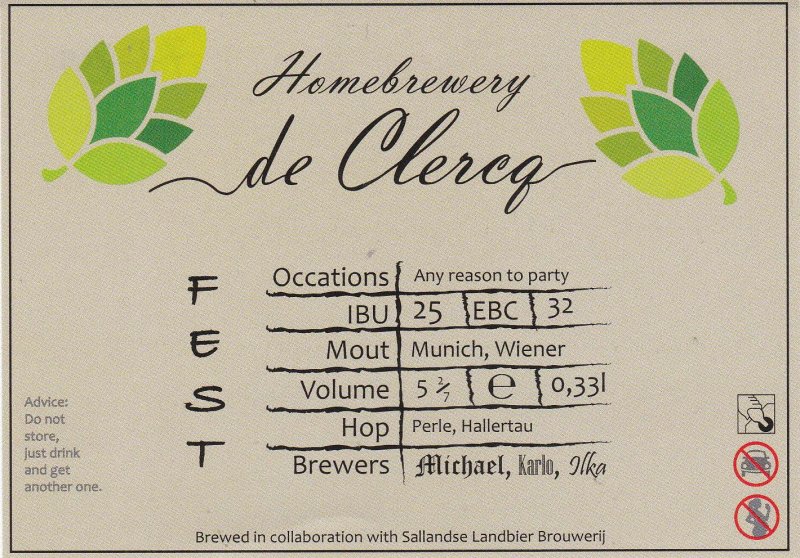 Homebrewery
de Clercq
FEST
Occations Any reason to party
IBU 25 EBC 32
Mout Munich, Wiener
Volume 5 2/7 e 0,33l
Hop Perle, Hallertau
Brewers Michael, Karlo, Ilka
Advice:
Do not
store,
just drink
and get
another one.
Brewed in collaboration with Sallandse Landbier Brouwerij